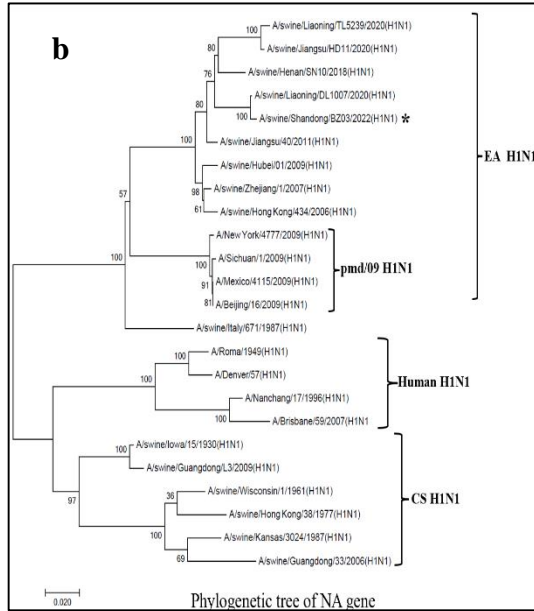 b
100
A/swine/Liaoning/TL5239/2020(H1N1)
80
A/swine/Jiangsu/HD11/2020(H1N1)
76
A/swine/Henan/SN10/2018(H1N1)
80
A/swine/Liaoning/DL1007/2020(H1N1)
100
A/swine/Shandong/BZ03/2022(H1N1) *
100
A/swine/Jiangsu/40/2011(H1N1)
EA H1N1
A/swine/Hubei/01/2009(H1N1)
98
A/swine/Zhejiang/1/2007(H1N1)
57
61
A/swine/HongKong/434/2006(H1N1)
A/NewYork/4777/2009(H1N1)
100
A/Sichuan/1/2009(H1N1)
100
91
A/Mexico/4115/2009(H1N1)
pmd/09 H1N1
81
A/Beijing/16/2009(H1N1)
A/swine/Italy/671/1987(H1N1)
100
A/Roma/1949(H1N1)
100
A/Denver/57(H1N1)
Human H1N1
A/Nanchang/17/1996(H1N1)
100
A/Brisbane/59/2007(H1N1
100
A/swine/Iowa/15/1930(H1N1)
A/swine/Guangdong/L3/2009(H1N1)
97
36
A/swine/Wisconsin/1/1961(H1N1)
CS H1N1
A/swine/HongKong/38/1977(H1N1)
100
A/swine/Kansas/3024/1987(H1N1)
69
A/swine/Guangdong/33/2006(H1N1)
0.020
Phylogenetic tree of NA gene